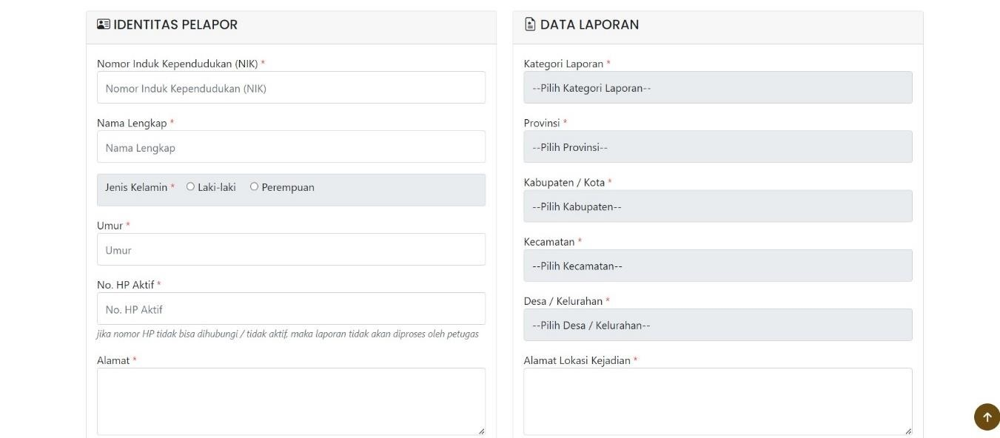 IDENTITAS PELAPOR
Nomor Induk Kependudukan (NIK) *
Nomor Induk Kependudukan (NIK)
Nama Lengkap *
Nama Lengkap
Jenis Kelamin * Laki-laki Perempuan
Umur *
Umur
No. HP Aktif *
No. HP Aktif
jika nomor HP tidak bisa dihubungi / tidak aktif, maka laporan tidak akan diproses oleh petugas
Alamat *
DATA LAPORAN
Kategori Laporan *
--Pilih Kategori Laporan--
Provinsi *
--Pilih Provinsi--
Kabupaten / Kota *
--Pilih Kabupaten--
Kecamatan *
--Pilih Kecamatan--
Desa / Kelurahan *
--Pilih Desa / Kelurahan--
Alamat Lokasi Kejadian *